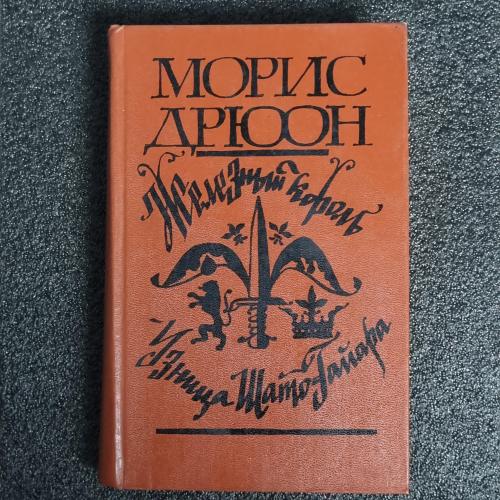 МОРИС
ДРЮОН
Железный король
Узница Шато-Гайара